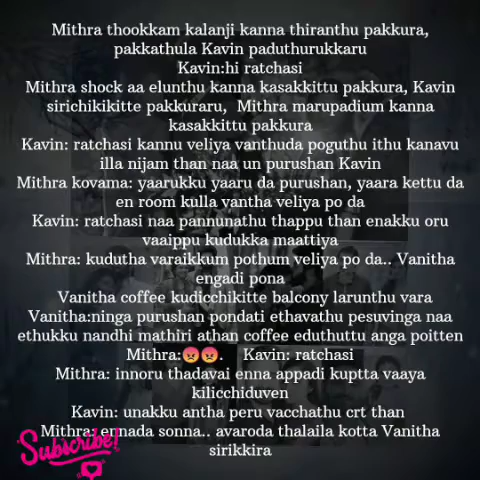 Mithra thookkam kalanji kanna thiranthu pakkura,
pakkathula Kavin paduthurukkaru
Kavin:hi ratchasi
Mithra shock aa elunthu kanna kasakkittu pakkura, Kavin
sirichikikitte pakkuraru,  Mithra marupadium kanna
kasakkittu pakkura
Kavin: ratchasi kannu veliya vanthuda poguthu ithu kanavu
illa nijam than naa un purushan Kavin
Mithra kovama: yaarukku yaaru da purushan, yaara kettu da
en room kulla vantha veliya po da
Kavin: ratchasi naa pannunathu thappu than enakku oru
vaaippu kudukka maattiya
Mithra: kudutha varaikkum pothum veliya po da.. Vanitha
engadi pona
Vanitha coffee kudicchikitte balcony larunthu vara
Vanitha:ninga purushan pondati ethavathu pesuvinga naa
ethukku nandhi mathiri athan coffee eduthuttu anga poitten
Mithra:😡😡.    Kavin: ratchasi
Mithra: innoru thadavai enna appadi kuptta vaaya
kilicchiduven
Kavin: unakku antha peru vacchathu crt than
Mithra: ennada sonna.. avaroda thalaila kotta Vanitha
sirikkira
Subscribe!